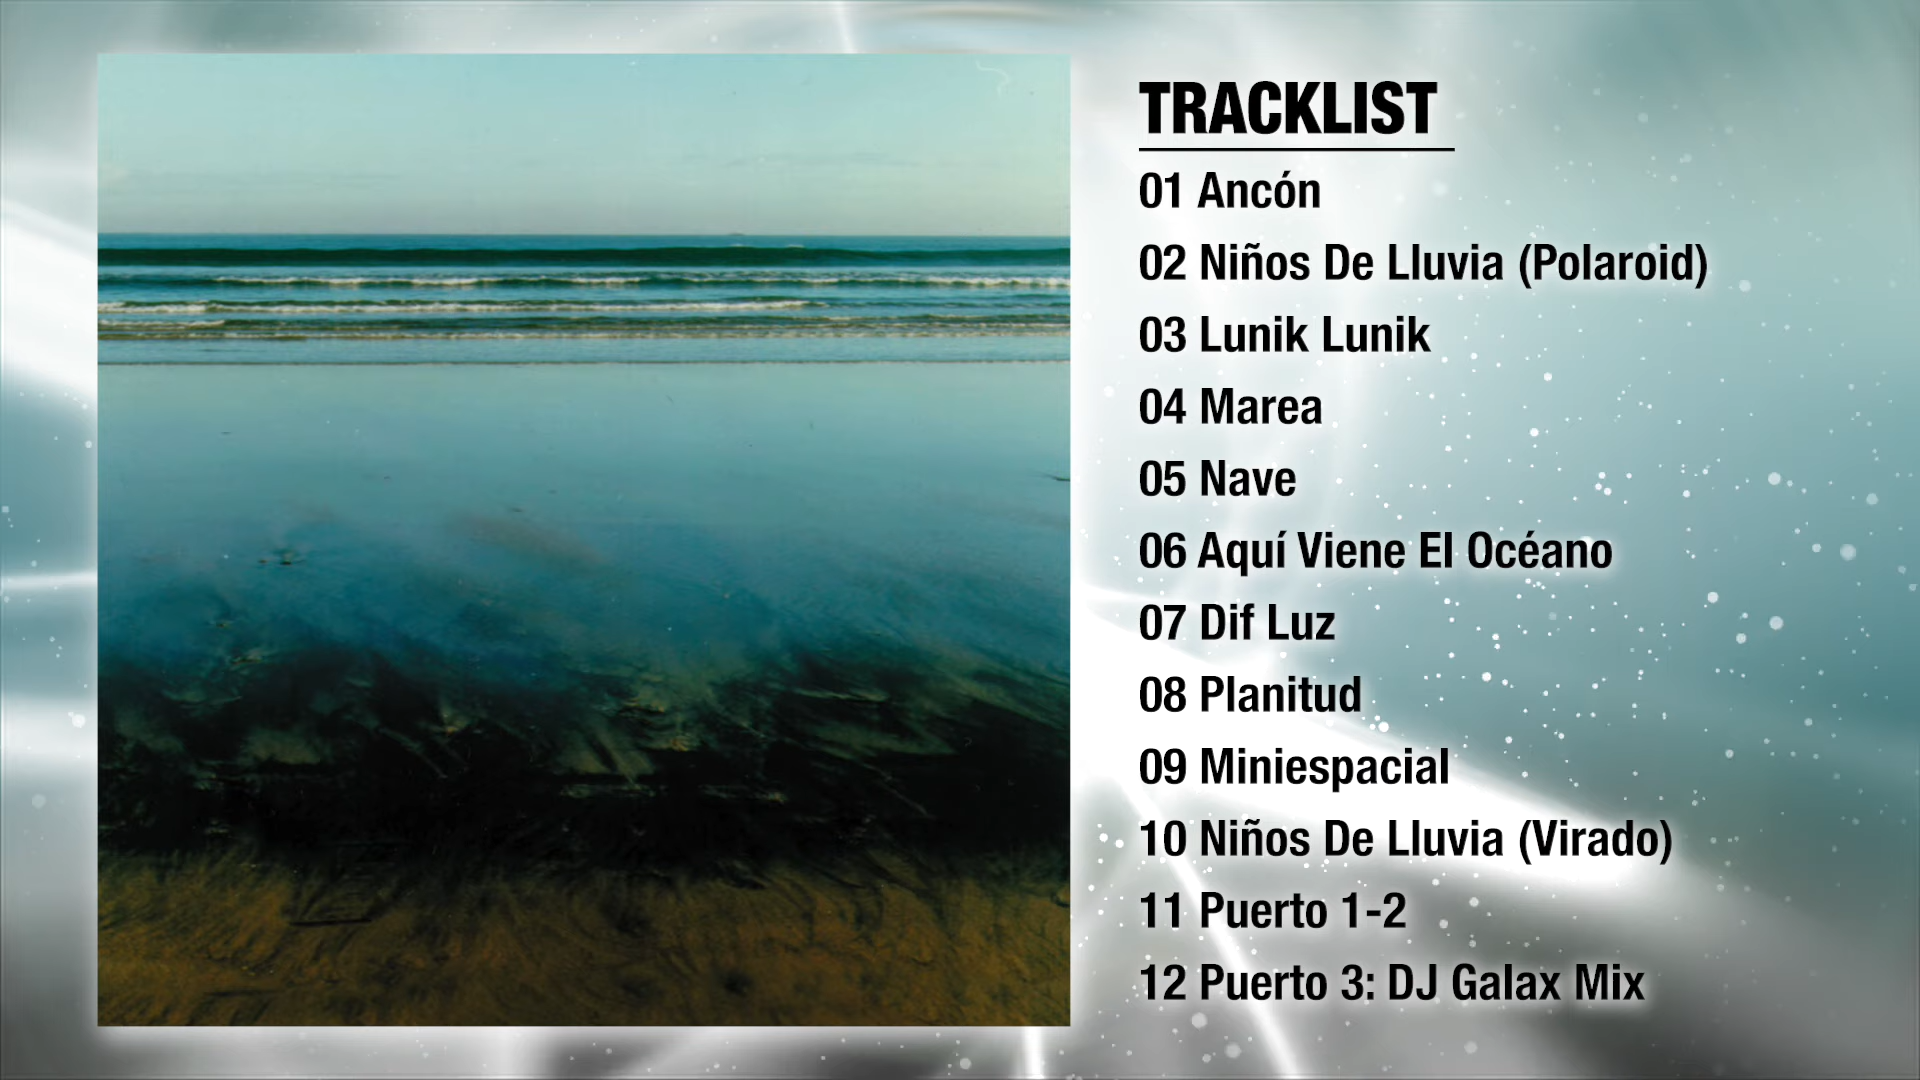 TRACKLIST
01 Ancón
02 Niños De Lluvia (Polaroid)
03 Lunik Lunik
04 Marea
05 Nave
06 Aquí Viene El Océano
07 Dif Luz
08 Planitud
09 Miniespacial
10 Niños De Lluvia (Virado)
11 Puerto 1-2
12 Puerto 3: DJ Galax Mix